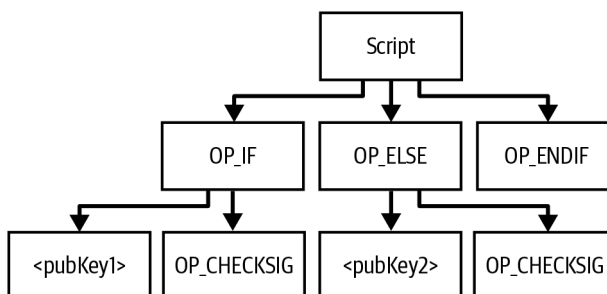 Script
OP_IF
OP_ELSE
OP_ENDIF
<pubKey1>
OP_CHECKSIG
<pubKey2>
OP_CHECKSIG